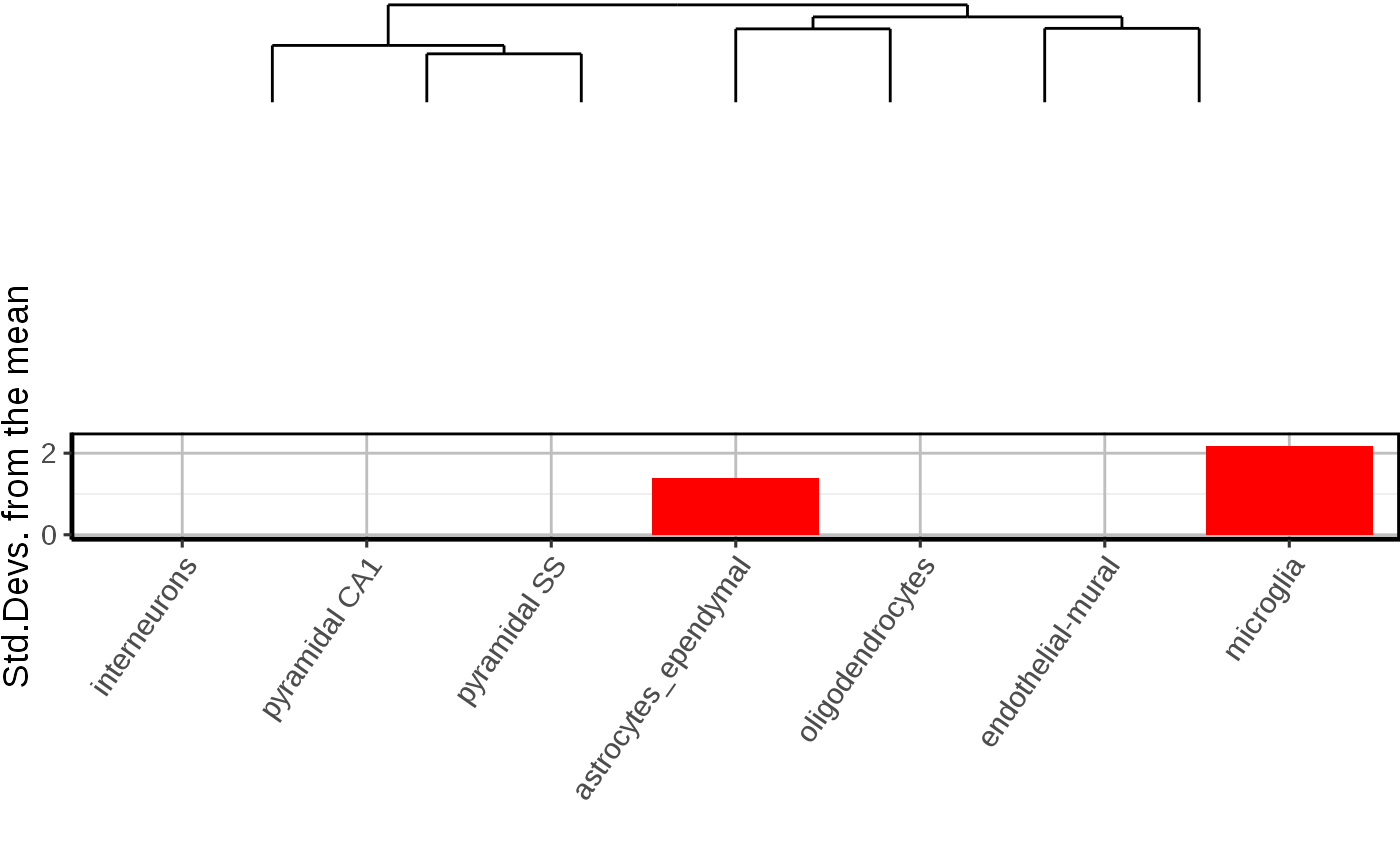 Std.Devs. from the mean
2
0
interneurons
pyramidal CA1
pyramidal SS
astrocytes_ependymal
oligodendrocytes
endothelial-mural
microglia